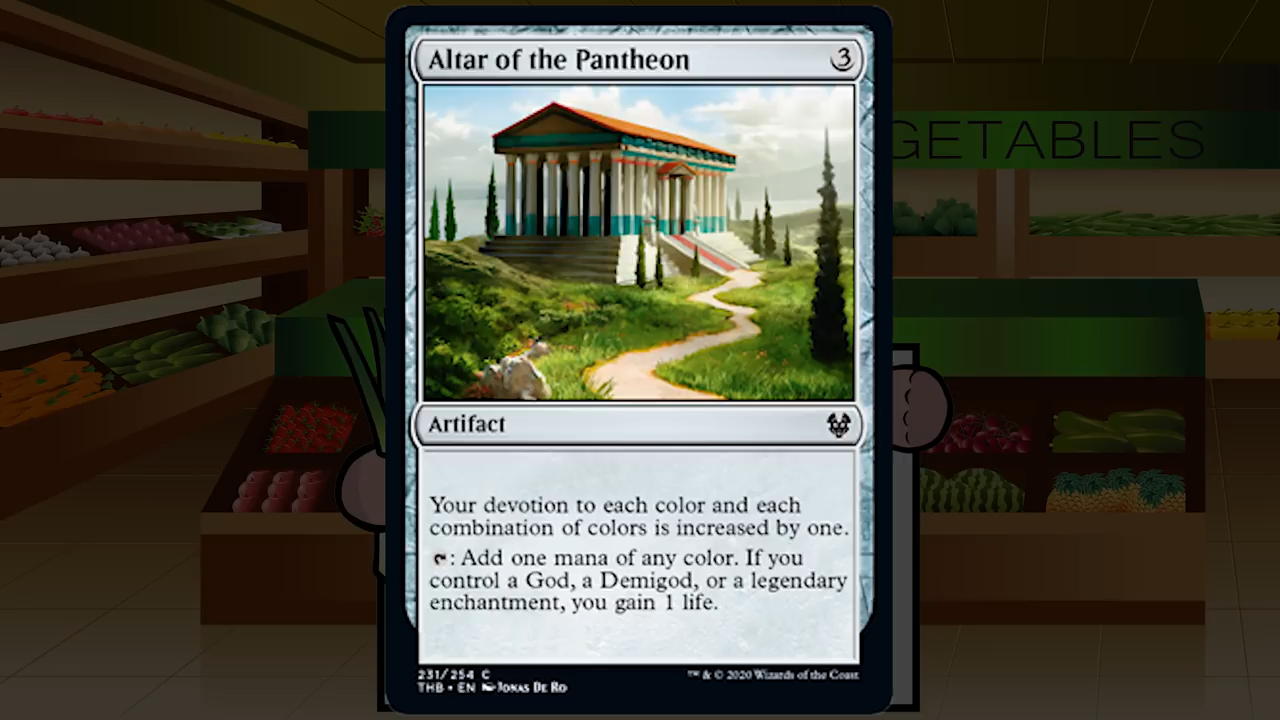 Altar of the Pantheon 3
GETABLES
Artifact
Your devotion to each color and each
combination of colors is increased by one.
: Add one mana of any color. If you
control a God, a Demigod, or a legendary
enchantment, you gain 1 life.
231/254 C
™ & © 2020 Wizards of the Coast
THB • EN Jonas De Ro